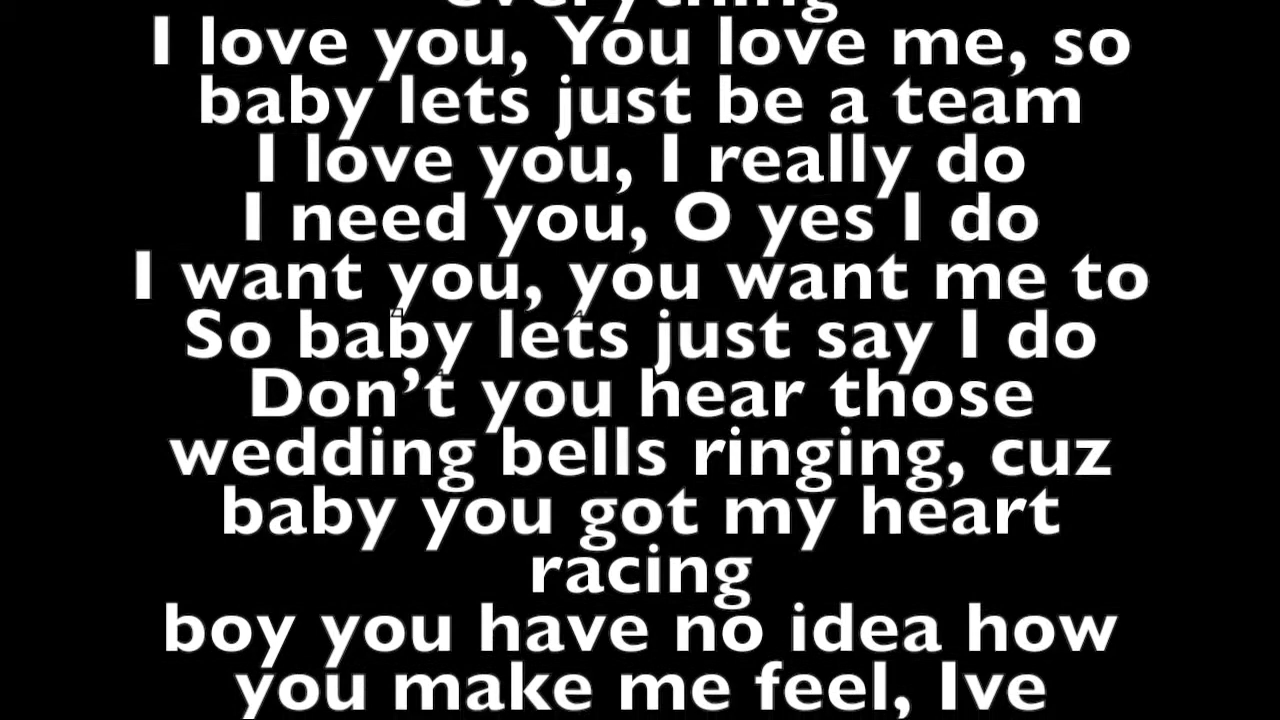 everything
I love you, You love me, so
baby lets just be a team
I love you, I really do
I need you, O yes I do
I want you, you want me to
So baby lets just say I do
Don’t you hear those
wedding bells ringing, cuz
baby you got my heart
racing
boy you have no idea how
you make me feel, Ive